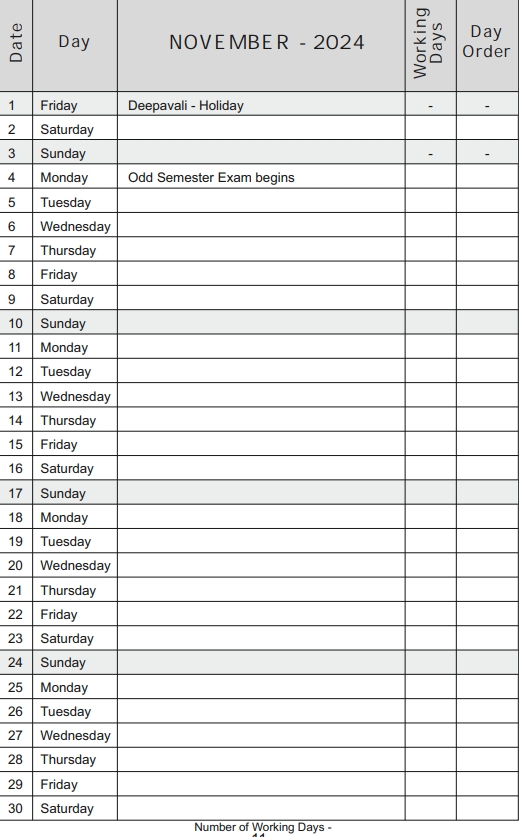 Date Day NOVEMBER - 2024 Working Days Day Order
1 Friday Deepavali - Holiday - -
2 Saturday
3 Sunday - -
4 Monday Odd Semester Exam begins
5 Tuesday
6 Wednesday
7 Thursday
8 Friday
9 Saturday
10 Sunday
11 Monday
12 Tuesday
13 Wednesday
14 Thursday
15 Friday
16 Saturday
17 Sunday
18 Monday
19 Tuesday
20 Wednesday
21 Thursday
22 Friday
23 Saturday
24 Sunday
25 Monday
26 Tuesday
27 Wednesday
28 Thursday
29 Friday
30 Saturday
Number of Working Days -